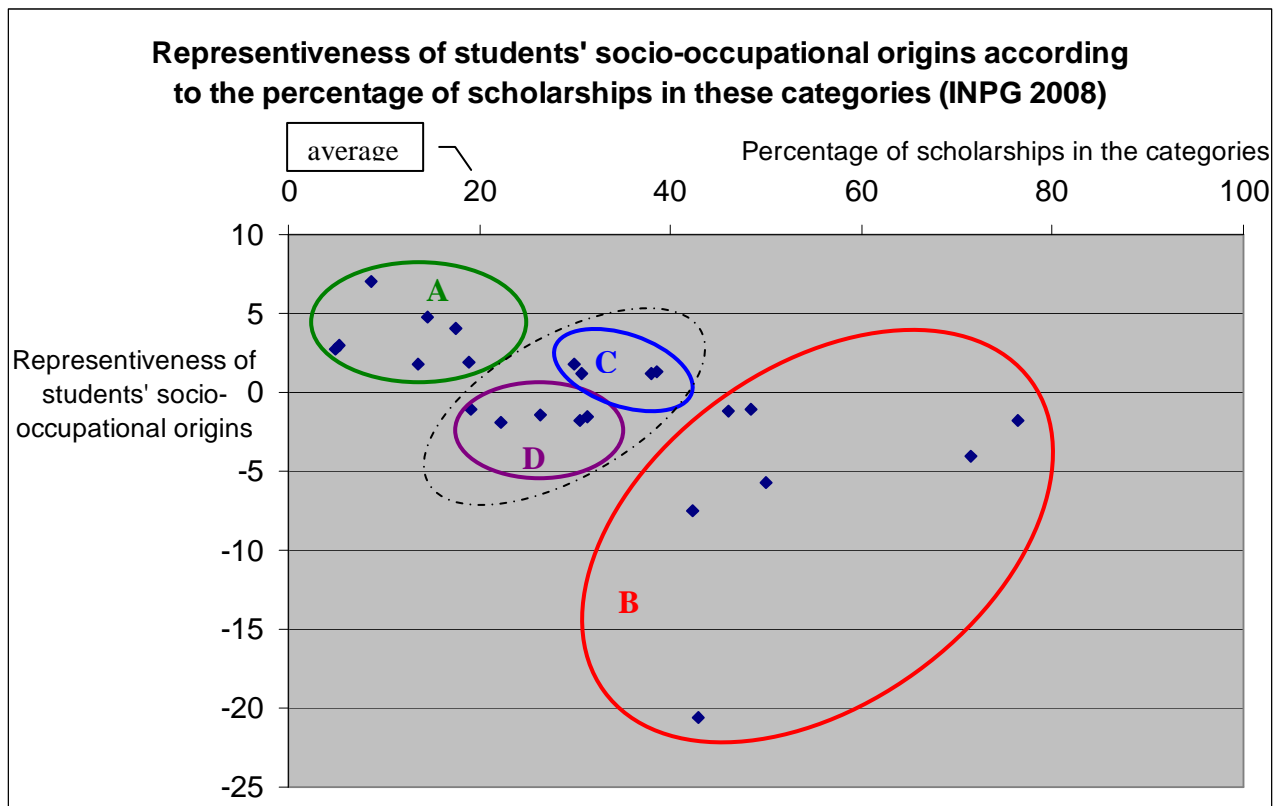 Representiveness of students' socio-occupational origins according
to the percentage of scholarships in these categories (INPG 2008)
average
Percentage of scholarships in the categories
0 20 40 60 80 100
Representiveness of
students' socio-
occupational origins
10
5
0
-5
-10
-15
-20
-25
A
C
D
B